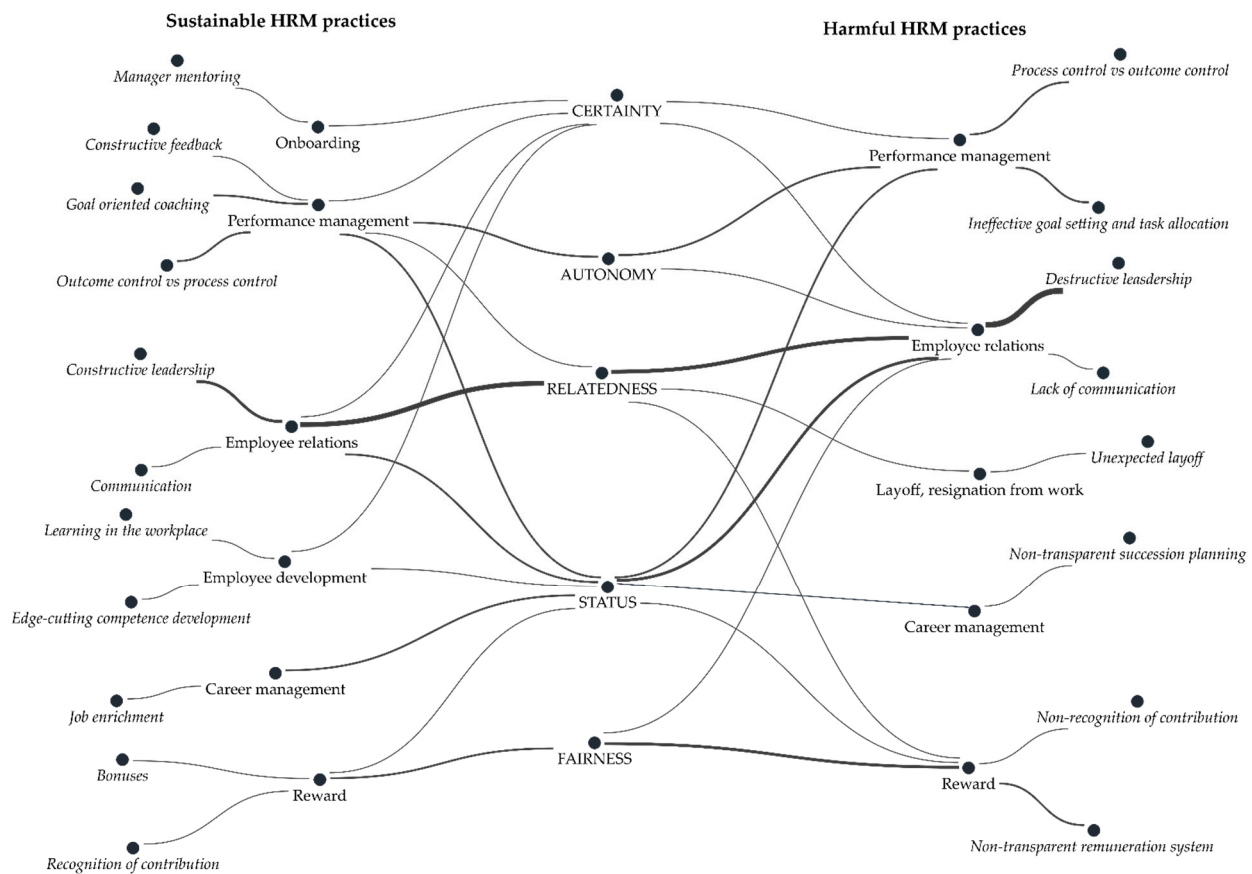 Sustainable HRM practices
Harmful HRM practices
Manager mentoring
Constructive feedback
Onboarding
Goal oriented coaching
Performance management
Outcome control vs process control
Constructive leadership
Employee relations
Communication
Learning in the workplace
Employee development
Edge-cutting competence development
Career management
Job enrichment
Bonuses
Reward
Recognition of contribution
CERTAINTY
AUTONOMY
RELATEDNESS
STATUS
FAIRNESS
Process control vs outcome control
Performance management
Ineffective goal setting and task allocation
Destructive leasdership
Employee relations
Lack of communication
Unexpected layoff
Layoff, resignation from work
Non-transparent succession planning
Career management
Non-recognition of contribution
Reward
Non-transparent remuneration system